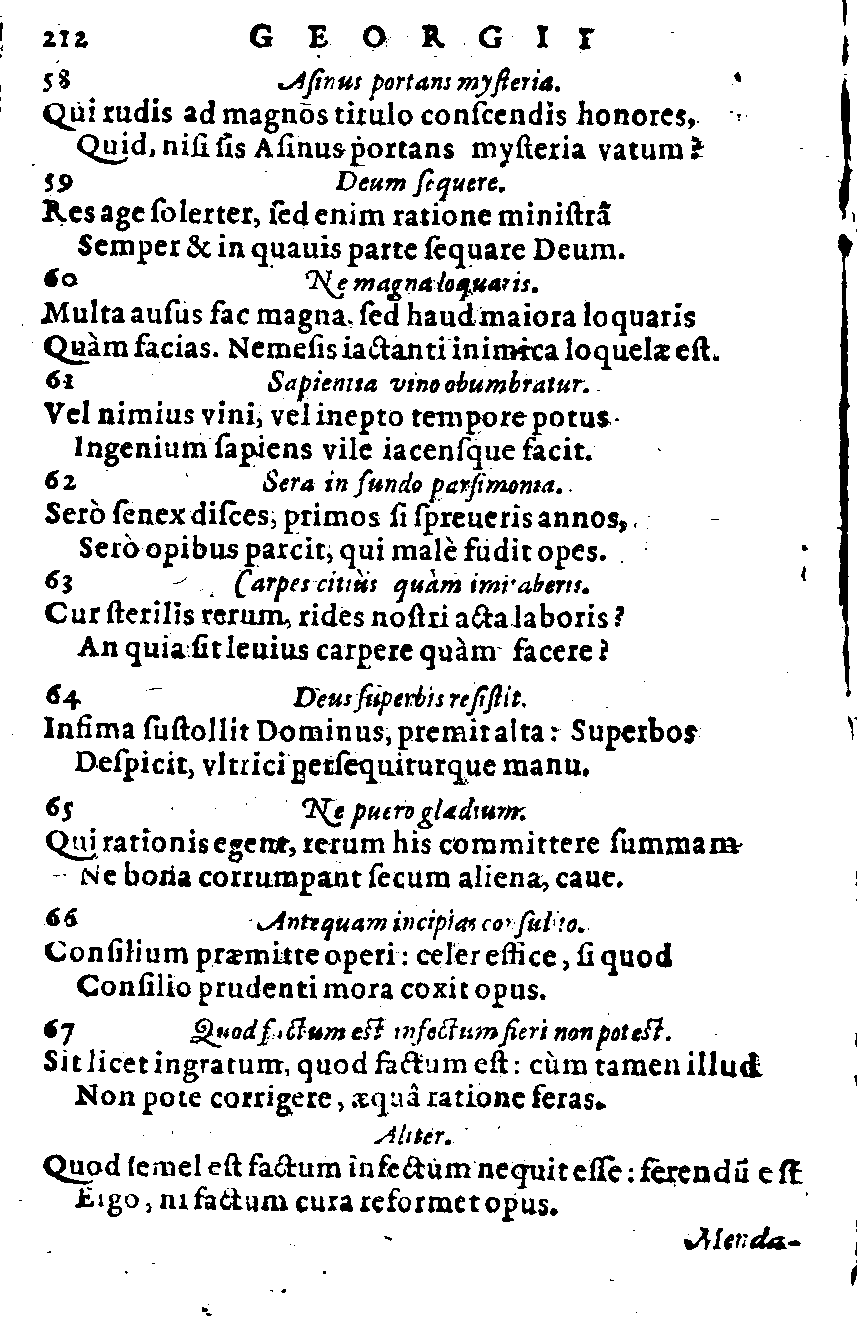 212 GEORGII
58 Aſinus portans myſteria.
Qui rudis ad magnos titulo conſcendis honores,
Quid, niſi ſis Aſinus portans myſteria vatum?
59 Deum ſequere.
Res age ſolerter, ſed enim ratione miniſtrâ
Semper & in quauis parte ſequare Deum.
60 Ne magna loquaris.
Multa auſus fac magna, ſed haud maiora loquaris
Quàm facias. Nemeſis iactanti inimica loquelæ eſt.
61 Sapientia vino obumbratur.
Vel nimius vini, vel inepto tempore potus
Ingenium ſapiens vile iacenſque facit.
62 Sera in fundo parſimonia.
Serò ſenex diſces, primos ſi ſpreueris annos,
Serò opibus parcit, qui malè fudit opes.
63 Carpes citiùs quàm imitaberis.
Cur ſterilis rerum, rides noſtri acta laboris?
An quia ſit leuius carpere quàm facere?
64 Deus ſuperbis reſiſtit.
Infima ſuſtollit Dominus, premit alta: Superbos
Deſpicit, vltrici perſequiturque manu.
65 Ne puero gladium.
Qui rationis egent, rerum his committere ſummam
Ne bona corrumpant ſecum aliena, caue.
66 Antequam incipias conſulto.
Conſilium præmitte operi: celer effice, ſi quod
Conſilio prudenti mora coxit opus.
67 Quod factum eſt infectum fieri non poteſt.
Sit licet ingratum, quod factum eſt: cùm tamen illud
Non pote corrigere, æquâ ratione feras.
Aliter.
Quod ſemel eſt factum infectum nequit eſſe: ferendū eſt
Ergo, ni factum cura reformet opus.
Menda-